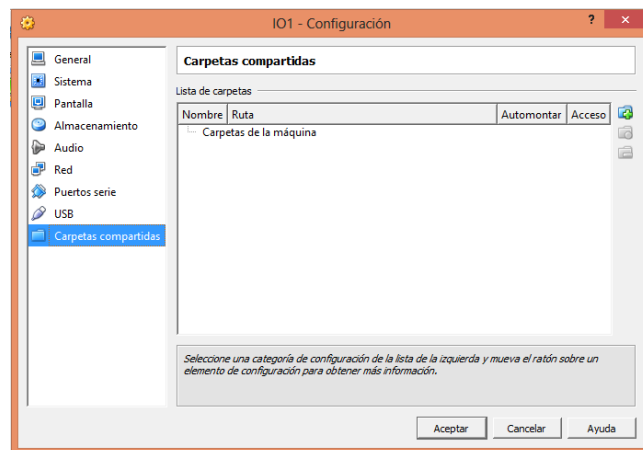 IO1 - Configuración
?
×
General
Sistema
Pantalla
Almacenamiento
Audio
Red
Puertos serie
USB
Carpetas compartidas
Carpetas compartidas
Lista de carpetas
Nombre Ruta Automontar Acceso
Carpetas de la máquina
Seleccione una categoría de configuración de la lista de la izquierda y mueva el ratón sobre un
elemento de configuración para obtener más información.
Aceptar Cancelar Ayuda